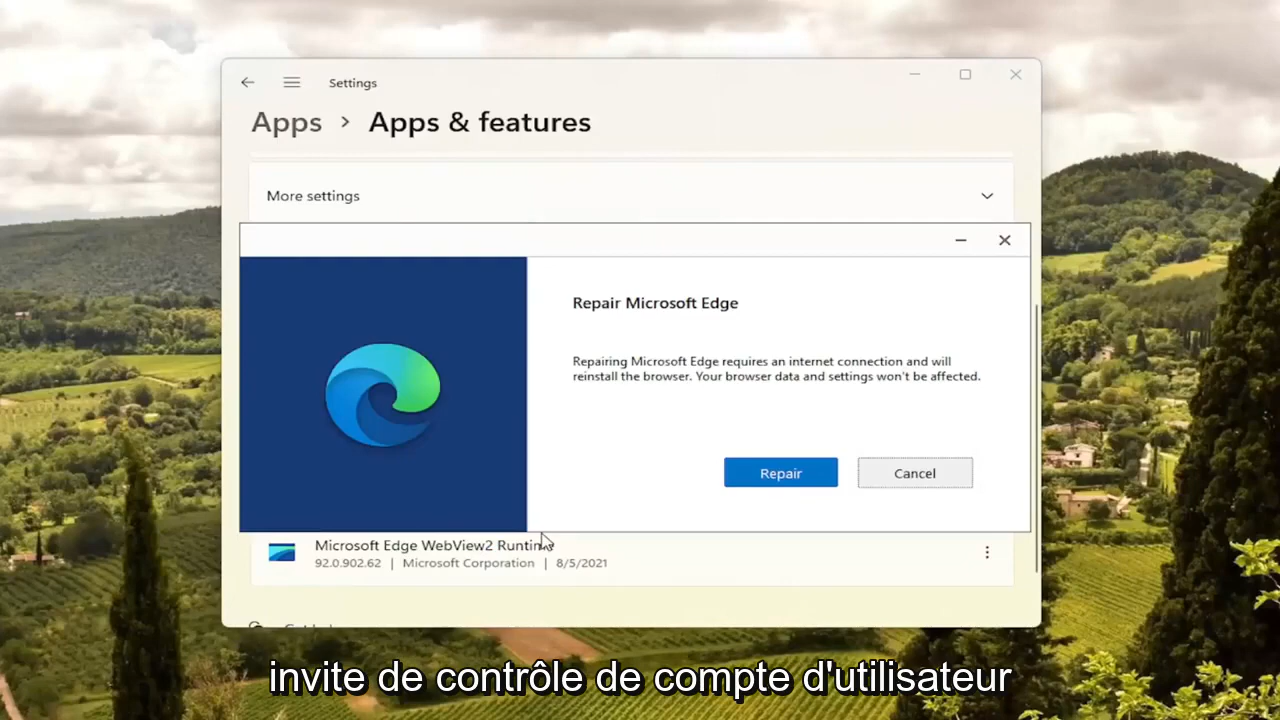 Settings
Apps > Apps & features
More settings
Repair Microsoft Edge
Repairing Microsoft Edge requires an internet connection and will
reinstall the browser. Your browser data and settings won't be affected.
Repair
Cancel
Microsoft Edge WebView2 Runtime
92.0.902.62 | Microsoft Corporation | 8/5/2021
invite de contrôle de compte d'utilisateur